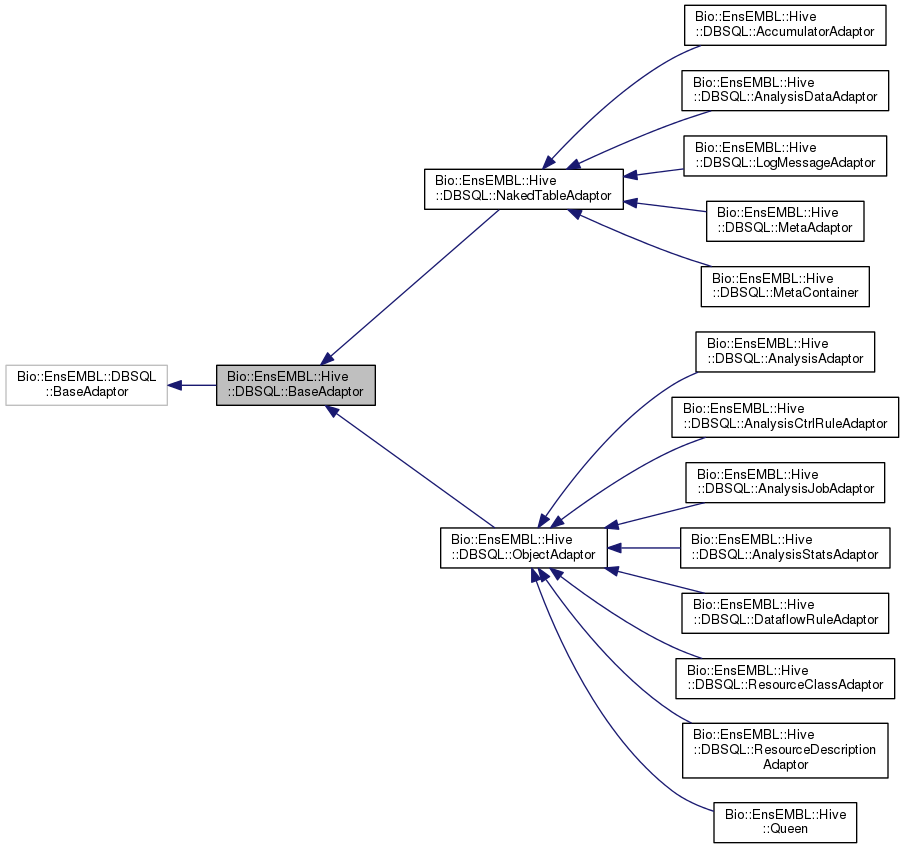 Bio::EnsEMBL::Hive
::DBSQL::AccumulatorAdaptor
Bio::EnsEMBL::Hive
::DBSQL::AnalysisDataAdaptor
Bio::EnsEMBL::Hive
::DBSQL::LogMessageAdaptor
Bio::EnsEMBL::Hive
::DBSQL::NakedTableAdaptor
Bio::EnsEMBL::Hive
::DBSQL::MetaAdaptor
Bio::EnsEMBL::Hive
::DBSQL::MetaContainer
Bio::EnsEMBL::Hive
::DBSQL::AnalysisAdaptor
Bio::EnsEMBL::DBSQL
::BaseAdaptor
Bio::EnsEMBL::Hive
::DBSQL::BaseAdaptor
Bio::EnsEMBL::Hive
::DBSQL::AnalysisCtrlRuleAdaptor
Bio::EnsEMBL::Hive
::DBSQL::AnalysisJobAdaptor
Bio::EnsEMBL::Hive
::DBSQL::ObjectAdaptor
Bio::EnsEMBL::Hive
::DBSQL::AnalysisStatsAdaptor
Bio::EnsEMBL::Hive
::DBSQL::DataflowRuleAdaptor
Bio::EnsEMBL::Hive
::DBSQL::ResourceClassAdaptor
Bio::EnsEMBL::Hive
::DBSQL::ResourceDescription
Adaptor
Bio::EnsEMBL::Hive
::Queen